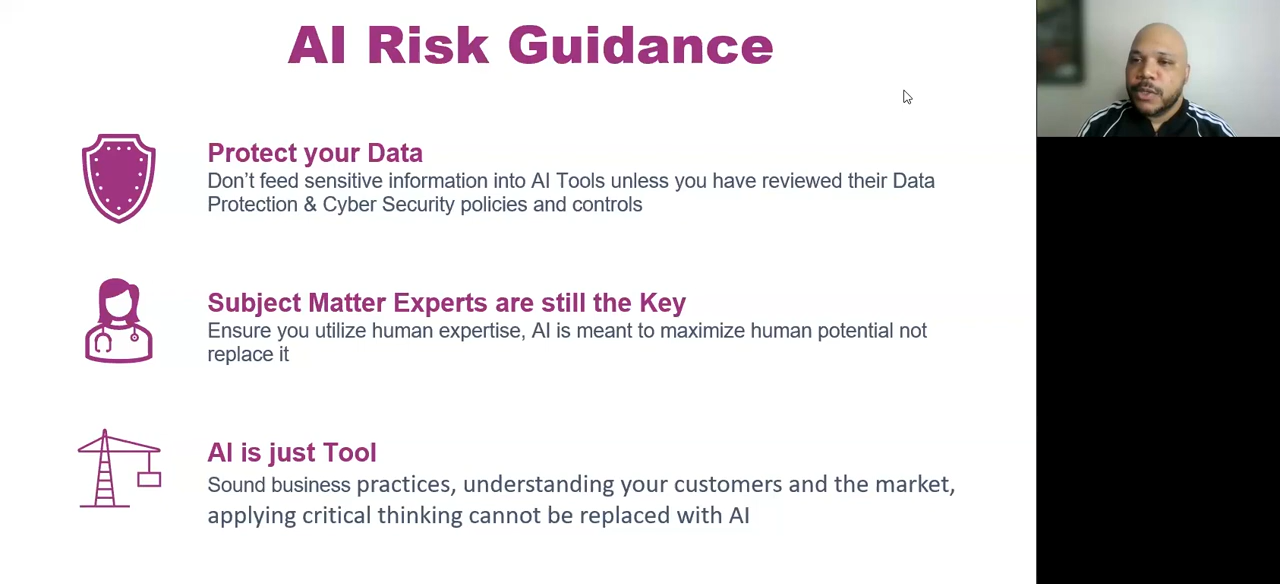 AI Risk Guidance
Protect your Data
Don't feed sensitive information into AI Tools unless you have reviewed their Data
Protection & Cyber Security policies and controls
Subject Matter Experts are still the Key
Ensure you utilize human expertise, AI is meant to maximize human potential not
replace it
AI is just Tool
Sound business practices, understanding your customers and the market,
applying critical thinking cannot be replaced with AI